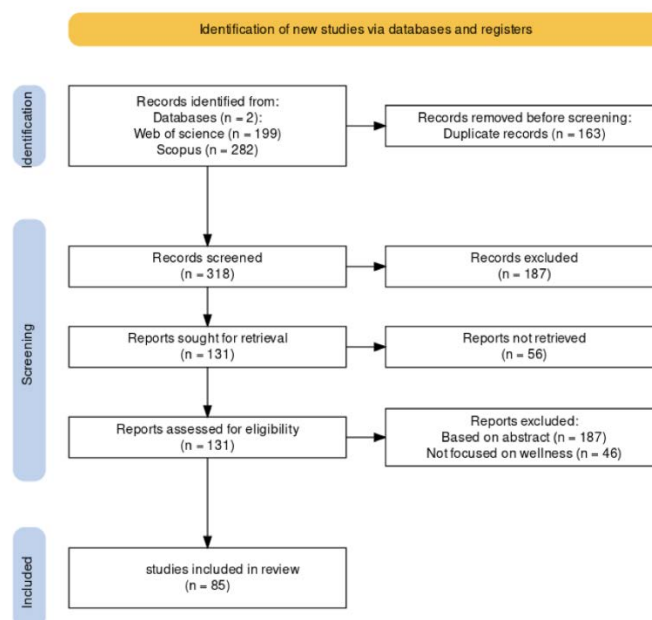 Identification of new studies via databases and registers
Identification
Records identified from:
Databases (n = 2):
Web of science (n = 199)
Scopus (n = 282)
Records removed before screening:
Duplicate records (n = 163)
Screening
Records screened
(n = 318)
Records excluded
(n = 187)
Reports sought for retrieval
(n = 131)
Reports not retrieved
(n = 56)
Reports assessed for eligibility
(n = 131)
Reports excluded:
Based on abstract (n = 187)
Not focused on wellness (n = 46)
Included
studies included in review
(n = 85)